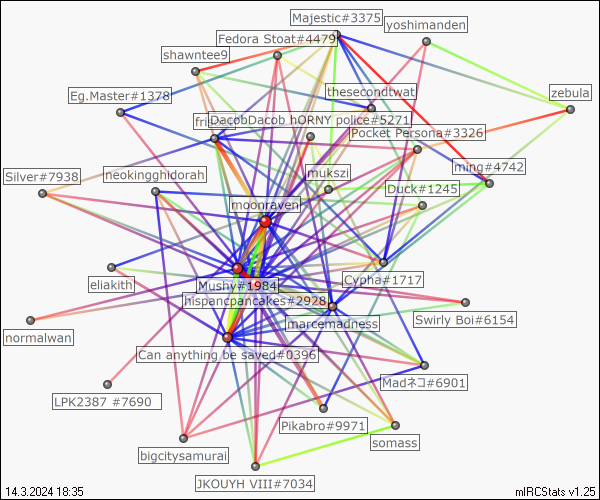 Majestic#3375
yoshimanden
Fedora Stoat#4479
shawntee9
thesecondtwat
zebula
Eg.Master#1378
DacobDacob hORNY police#5271
Pocket Persona#3326
ming#4742
mukszi
Silver#7938
neokingghidorah
Duck#1245
moonraven
eliakith
Mushy#1984
Cypha#1717
hispancpancakes#2928
marcemadness
Swirly Boi#6154
normalwan
Can anything be saved#0396
Madネコ#6901
LPK2387 #7690
Pikabro#9971
somass
bigcitysamurai
JKOUYH VIII#7034
14.3.2024 18:35
mIRCStats v1.25